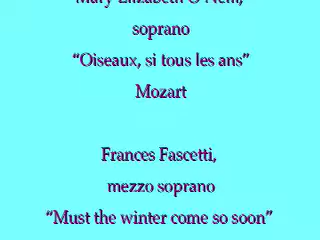 Mary Elizabeth O'Neill,
soprano
“Oiseaux, si tous les ans”
Mozart
Frances Fascetti,
mezzo soprano
“Must the winter come so soon”